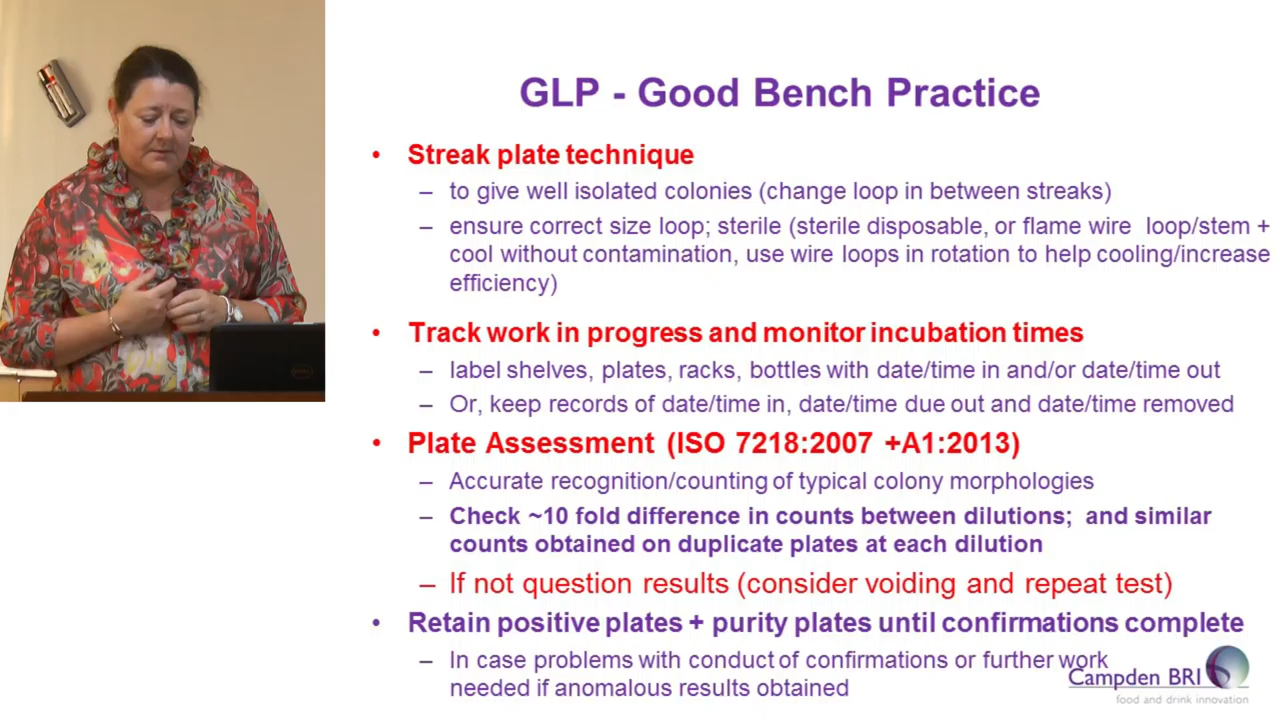 GLP - Good Bench Practice
• Streak plate technique
– to give well isolated colonies (change loop in between streaks)
– ensure correct size loop; sterile (sterile disposable, or flame wire loop/stem +
cool without contamination, use wire loops in rotation to help cooling/increase
efficiency)
• Track work in progress and monitor incubation times
– label shelves, plates, racks, bottles with date/time in and/or date/time out
– Or, keep records of date/time in, date/time due out and date/time removed
• Plate Assessment (ISO 7218:2007 +A1:2013)
– Accurate recognition/counting of typical colony morphologies
– Check ~10 fold difference in counts between dilutions; and similar
counts obtained on duplicate plates at each dilution
– If not question results (consider voiding and repeat test)
• Retain positive plates + purity plates until confirmations complete
– In case problems with conduct of confirmations or further work
needed if anomalous results obtained
Campden BRI
food and drink innovation